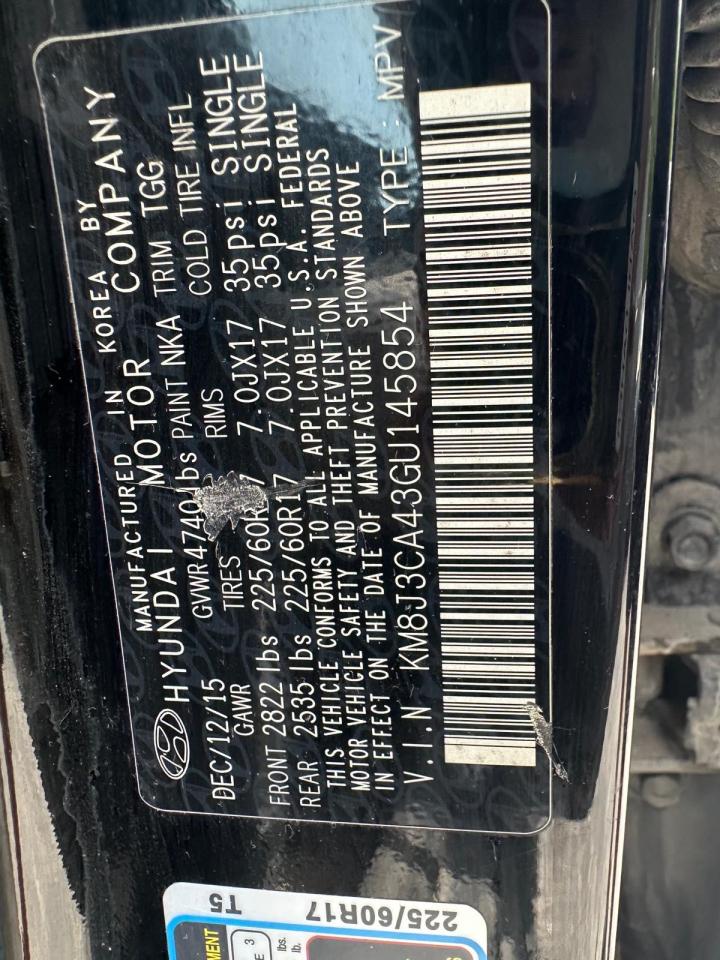 MANUFACTURED IN KOREA BY
HYUNDAI MOTOR COMPANY
DEC/12/15 GVWR4740lbs PAINT NKA TRIM TGG
GAWR TIRES RIMS COLD TIRE INFL
FRONT 2822 lbs 225/60R17 7.0JX17 35psi SINGLE
REAR 2535 lbs 225/60R17 7.0JX17 35psi SINGLE
THIS VEHICLE CONFORMS TO ALL APPLICABLE U.S.A. FEDERAL
MOTOR VEHICLE SAFETY AND THEFT PREVENTION STANDARDS
IN EFFECT ON THE DATE OF MANUFACTURE SHOWN ABOVE
V.I.N KM8J3CA43GU145854 TYPE : MPV
T5
225/60R17
3
lbs.
lb.